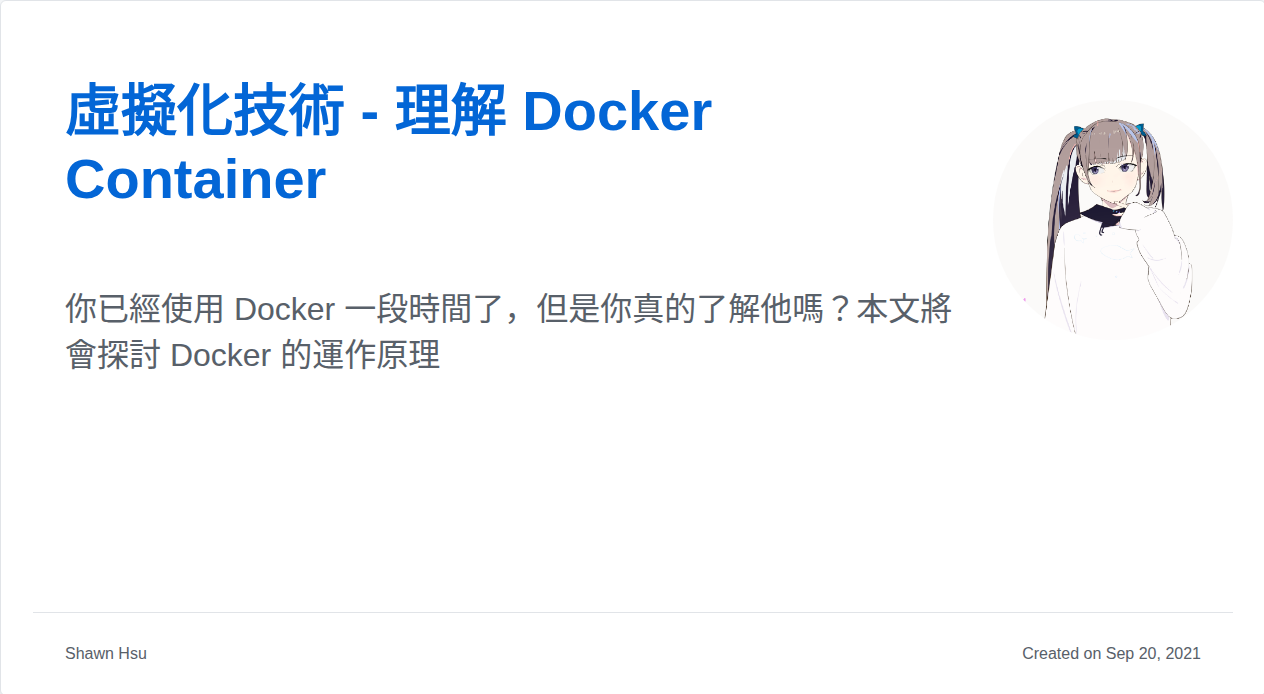 虛擬化技術 - 理解 Docker
Container
你已經使用 Docker 一段時間了，但是你真的了解他嗎？本文將
會探討 Docker 的運作原理
Shawn Hsu
Created on Sep 20, 2021